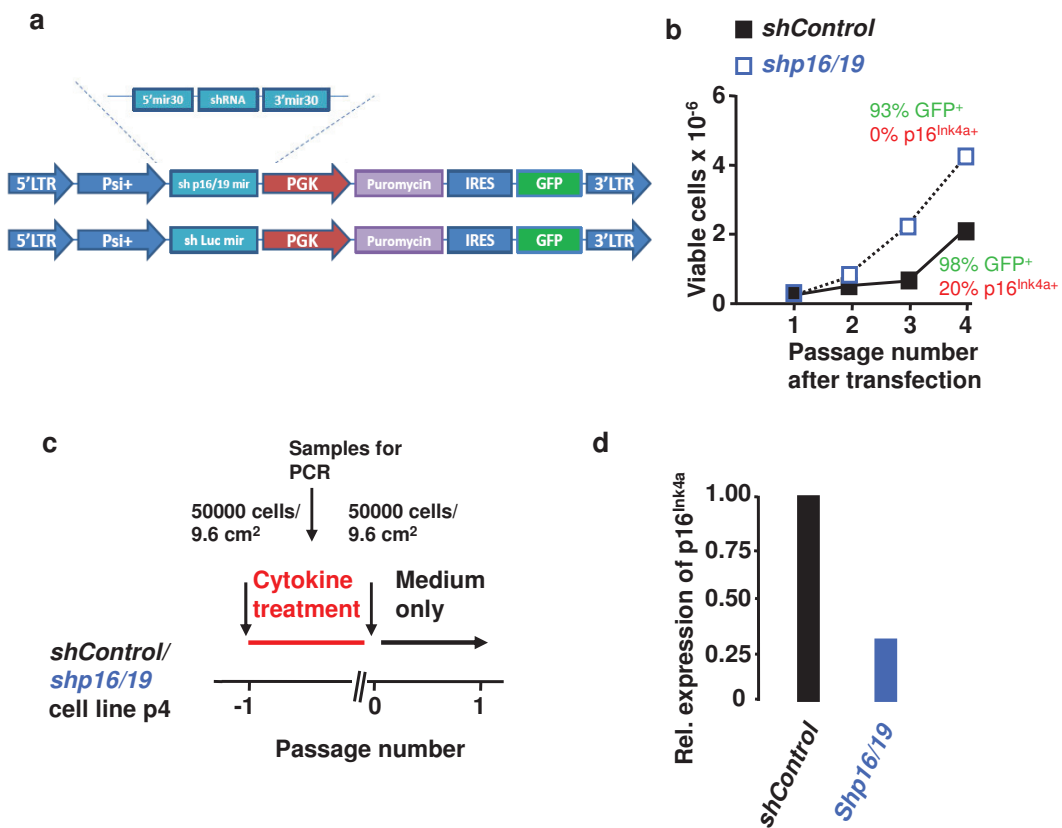 a
5'mir30 shRNA 3'mir30
5'LTR Psi+ sh p16/19 mir PGK Puromycin IRES GFP 3'LTR
5'LTR Psi+ sh Luc mir PGK Puromycin IRES GFP 3'LTR
b
shControl
shp16/19
Viable cells x 10-6
6
4
2
0
93% GFP+
0% p16Ink4a+
98% GFP+
20% p16Ink4a+
1 2 3 4
Passage number
after transfection
c
Samples for
PCR
50000 cells/
9.6 cm2
50000 cells/
9.6 cm2
Cytokine
treatment
Medium
only
shControl/
shp16/19
cell line p4
-1 0 1
Passage number
d
Rel. expression of p16Ink4a
1.00
0.75
0.50
0.25
0
shControl
Shp16/19